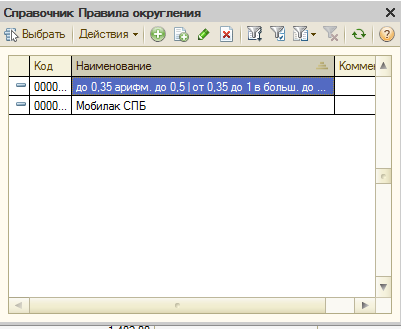 Справочник Правила округления
Выбрать Действия
Код Наименование Коммен
0000... до 0,35 арифм. до 0,5 | от 0,35 до 1 в больш. до ...
0000... Мобилак СПБ